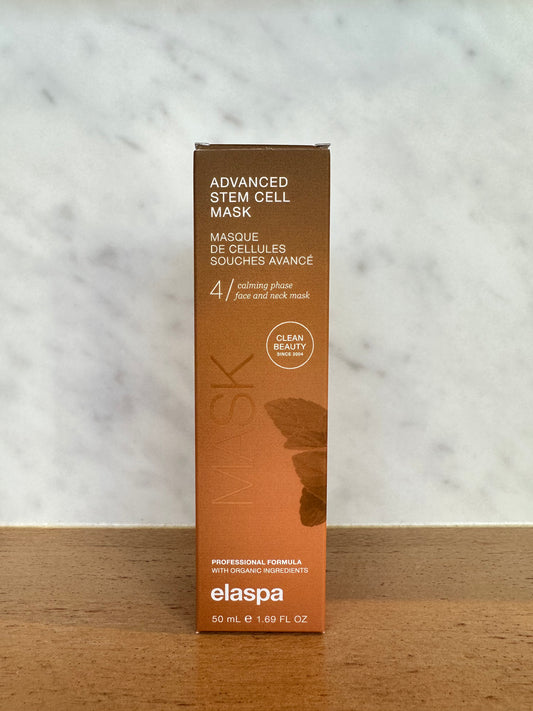 ADVANCED
STEM CELL
MASK
MASQUE
DE CELLULES
SOUCHES AVANCÉ
4/ calming phase
face and neck mask
CLEAN
BEAUTY
SINCE 2004
MASK
PROFESSIONAL FORMULA
WITH ORGANIC INGREDIENTS
elaspa
50 mL ℮ 1.69 FL OZ